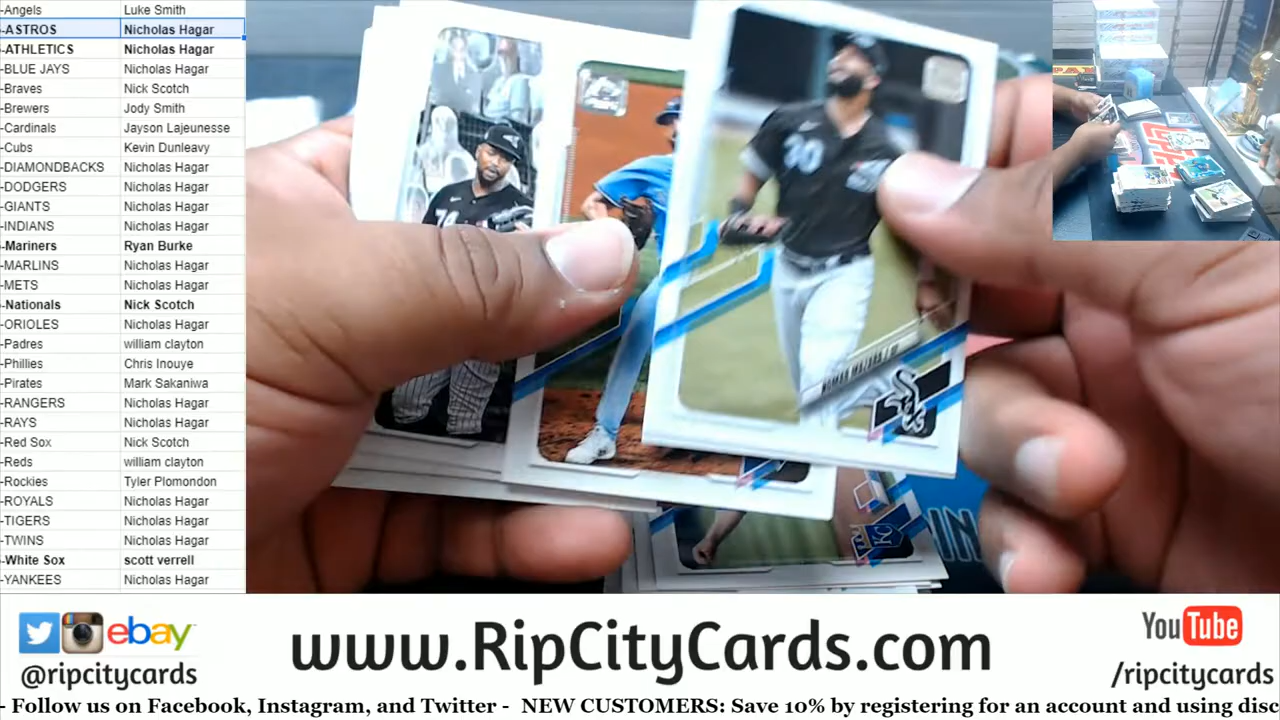 -Angels Luke Smith
-ASTROS Nicholas Hagar
-ATHLETICS Nicholas Hagar
-BLUE JAYS Nicholas Hagar
-Braves Nick Scotch
-Brewers Jody Smith
-Cardinals Jayson Lajeunesse
-Cubs Kevin Dunleavy
-DIAMONDBACKS Nicholas Hagar
-DODGERS Nicholas Hagar
-GIANTS Nicholas Hagar
-INDIANS Nicholas Hagar
-Mariners Ryan Burke
-MARLINS Nicholas Hagar
-METS Nicholas Hagar
-Nationals Nick Scotch
-ORIOLES Nicholas Hagar
-Padres william clayton
-Phillies Chris Inouye
-Pirates Mark Sakaniwa
-RANGERS Nicholas Hagar
-RAYS Nicholas Hagar
-Red Sox Nick Scotch
-Reds william clayton
-Rockies Tyler Plomondon
-ROYALS Nicholas Hagar
-TIGERS Nicholas Hagar
-TWINS Nicholas Hagar
-White Sox scott verrell
-YANKEES Nicholas Hagar
30
NOMAR MAZARA
Sox
KC
IN
ebay
@ripcitycards
www.RipCityCards.com
YouTube
/ripcitycards
- Follow us on Facebook, Instagram, and Twitter - NEW CUSTOMERS: Save 10% by registering for an account and using disc